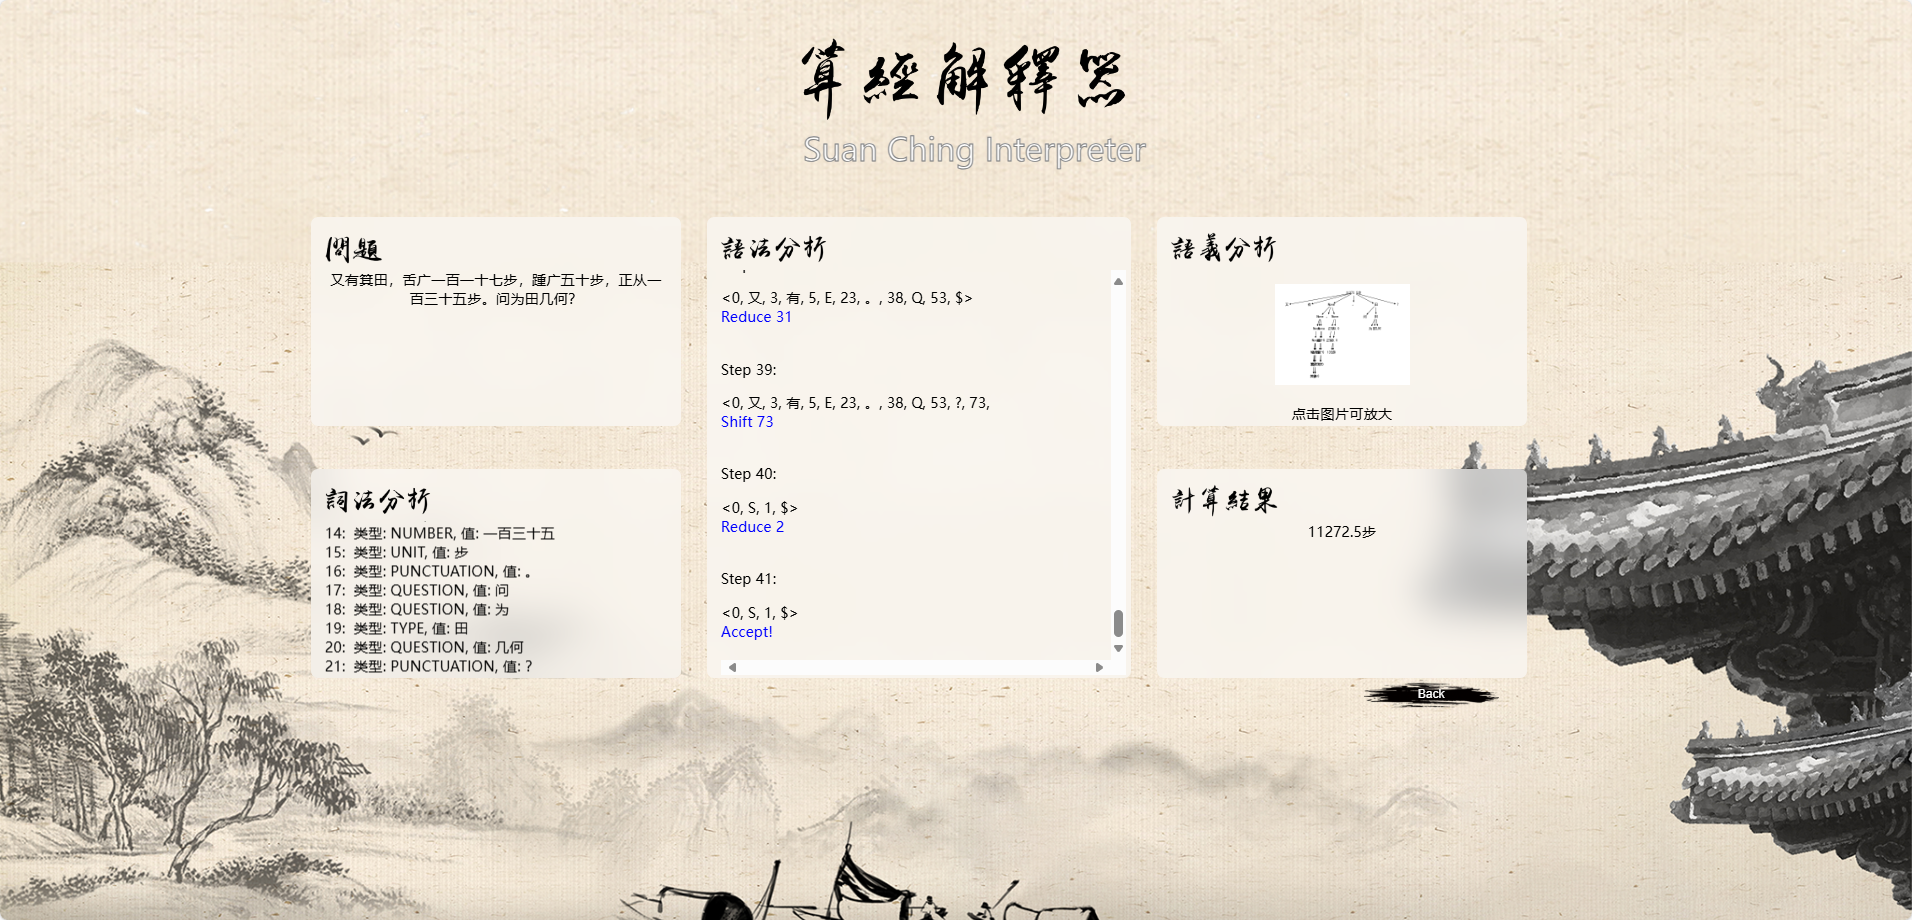 算經解釋器
Suan Ching Interpreter
問題
又有箕田，舌广一百一十七步，踵广五十步，正从一
百三十五步。问为田几何？
詞法分析
14: 类型: NUMBER, 值: 一百三十五
15: 类型: UNIT, 值: 步
16: 类型: PUNCTUATION, 值: 。
17: 类型: QUESTION, 值: 问
18: 类型: QUESTION, 值: 为
19: 类型: TYPE, 值: 田
20: 类型: QUESTION, 值: 几何
21: 类型: PUNCTUATION, 值: ？
語法分析
<0, 又, 3, 有, 5, E, 23, 。, 38, Q, 53, $>
Reduce 31
Step 39:
<0, 又, 3, 有, 5, E, 23, 。, 38, Q, 53, ?, 73,
Shift 73
Step 40:
<0, S, 1, $>
Reduce 2
Step 41:
<0, S, 1, $>
Accept!
語義分析
点击图片可放大
計算結果
11272.5步
Back